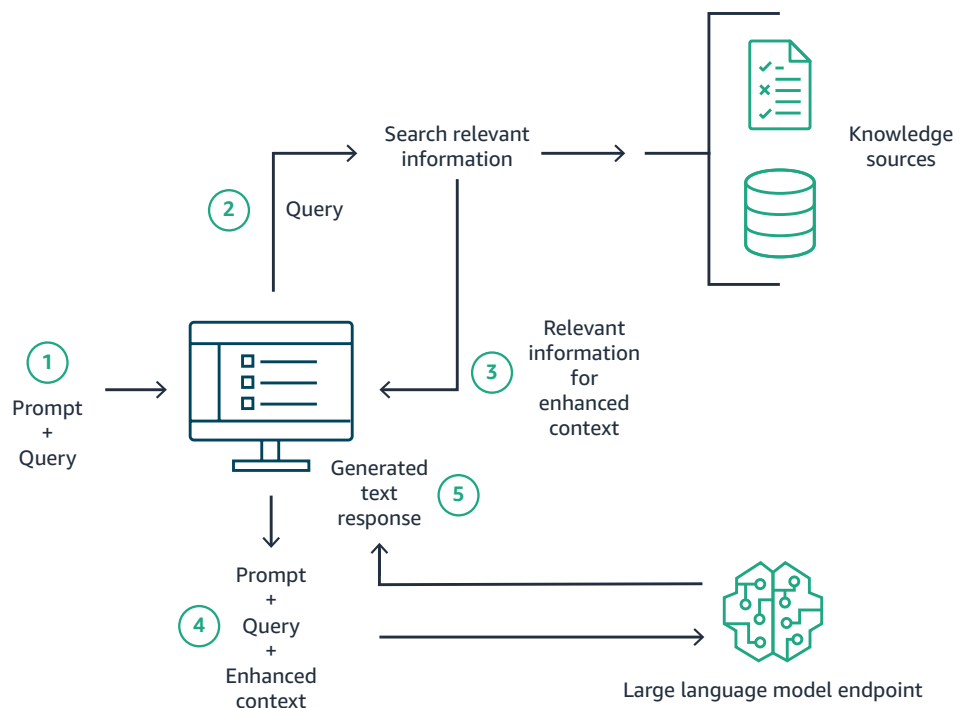 Search relevant
information
Knowledge
sources
2
Query
1
Prompt
+
Query
3
Relevant
information
for
enhanced
context
Generated
text
response
5
4
Prompt
+
Query
+
Enhanced
context
Large language model endpoint